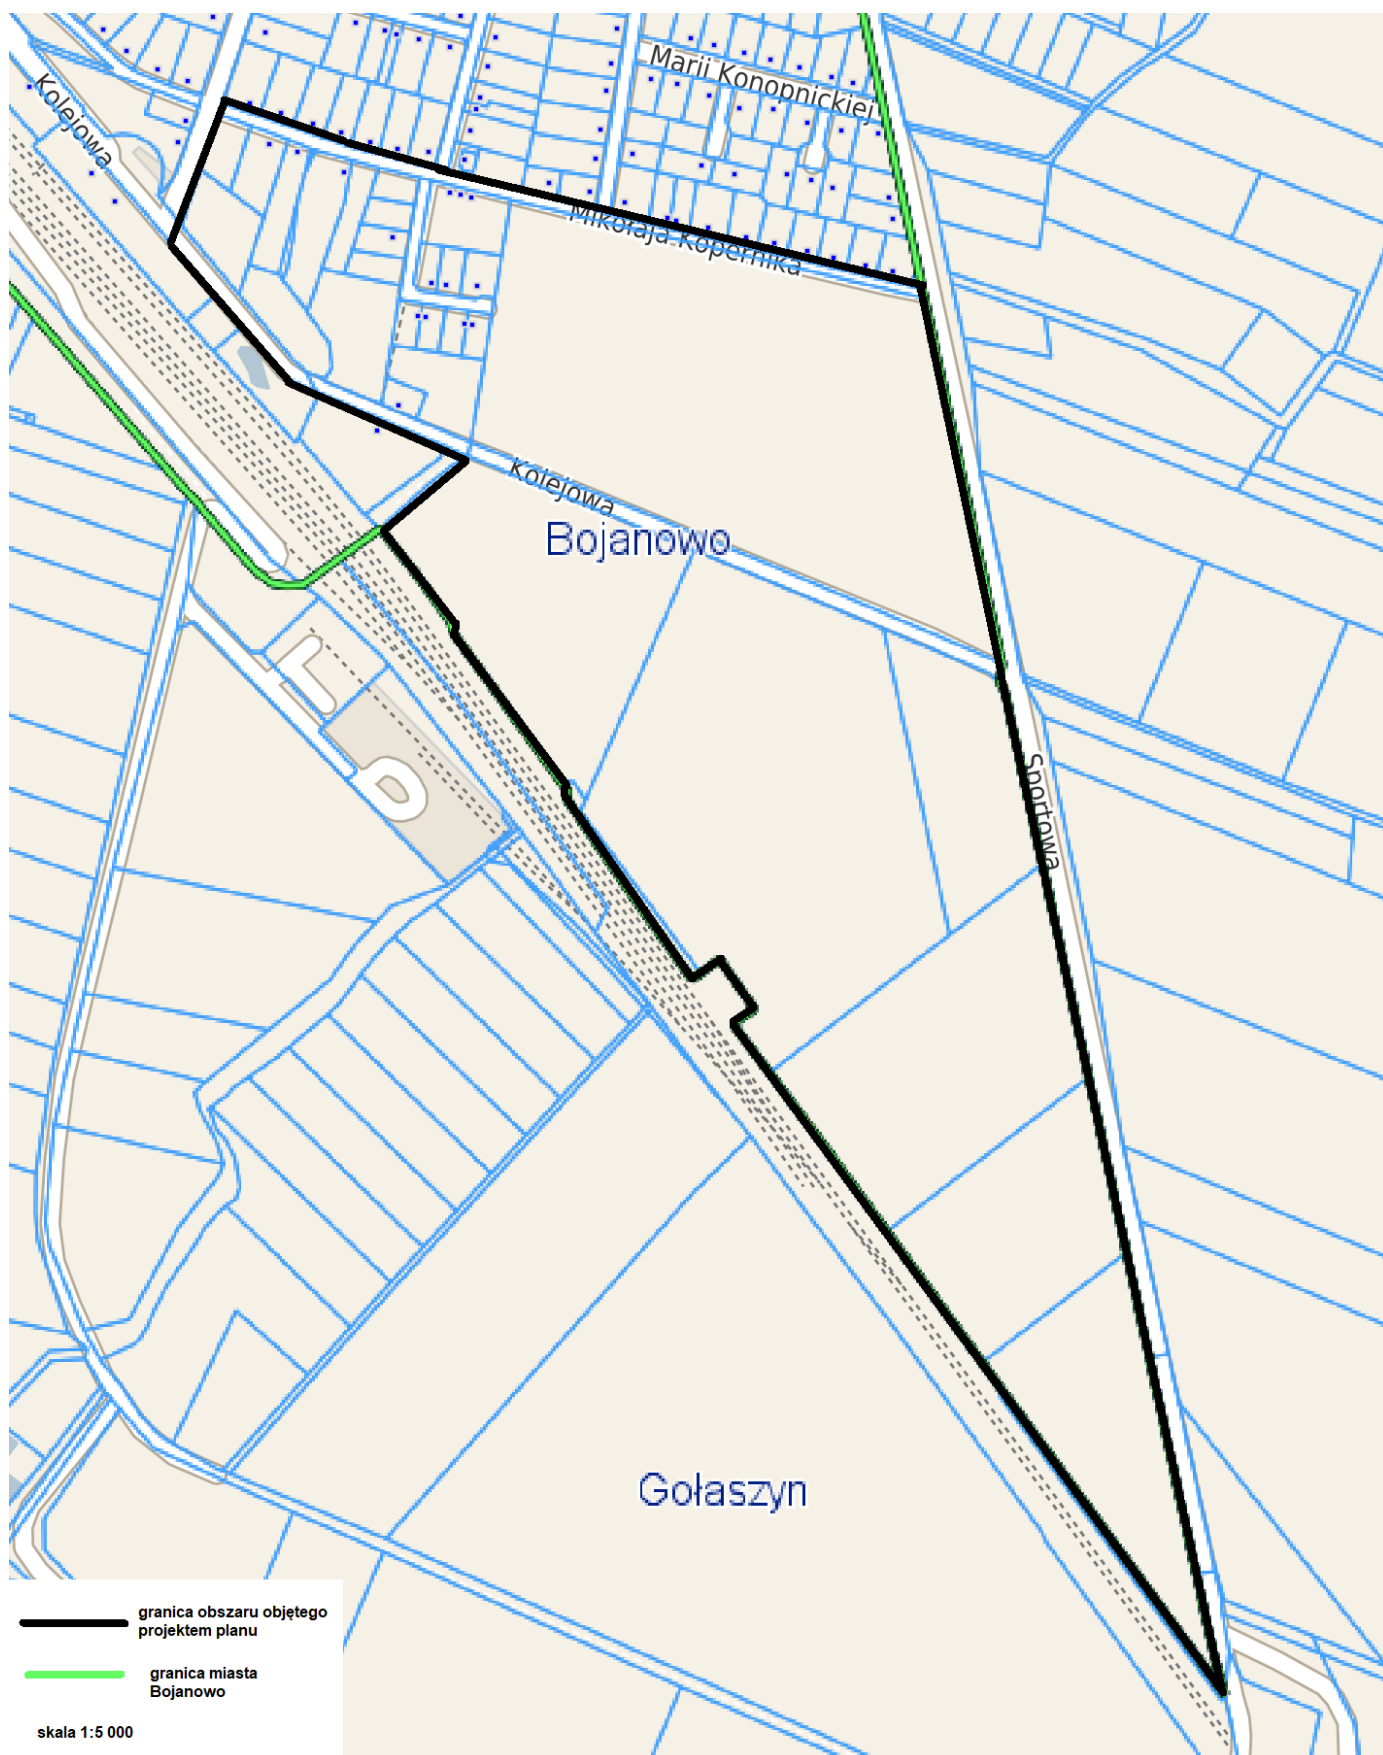 Marii Konopnickiej
Kolejowa
Mikołaja Kopernika
Kolejowa
Bojanowo
Sportowa
Gołaszyn
granica obszaru objętego
projektem planu
granica miasta
Bojanowo
skala 1:5 000